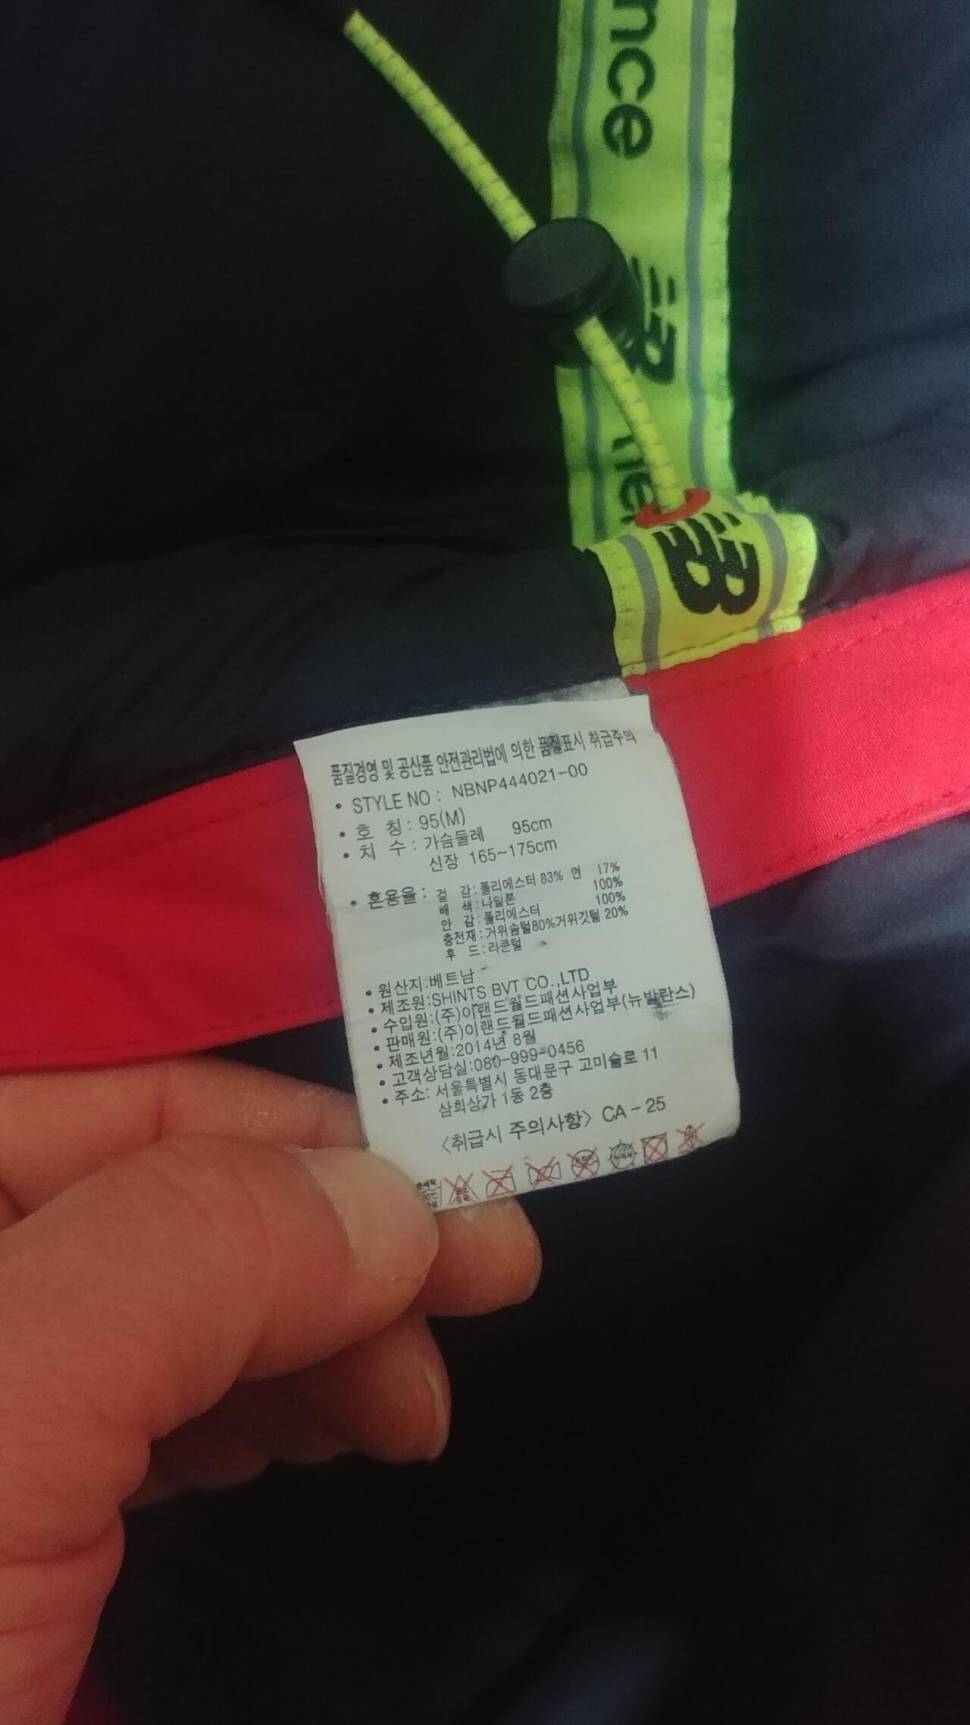 nce
NB
ne
NB
품질경영 및 공산품 안전관리법에 의한 품질표시 취급주의
• STYLE NO : NBNP444021-00
• 호 칭 : 95(M)
• 치 수 : 가슴둘레 95cm
신장 165~175cm
• 혼용율 : 겉 감 : 폴리에스터 83% 면 17%
배 색 : 나일론 100%
안 감 : 폴리에스터 100%
충전재 : 거위솜털80%거위깃털 20%
후 드 : 라쿤털
• 원산지:베트남
• 제조원:SHINTS BVT CO.,LTD
• 수입원:(주)이랜드월드패션사업부
• 판매원:(주)이랜드월드패션사업부(뉴발란스)
• 제조년월:2014년 8월
• 고객상담실:080-999-0456
• 주소: 서울특별시 동대문구 고미술로 11
삼희상가 1동 2층
〈취급시 주의사항〉 CA - 25